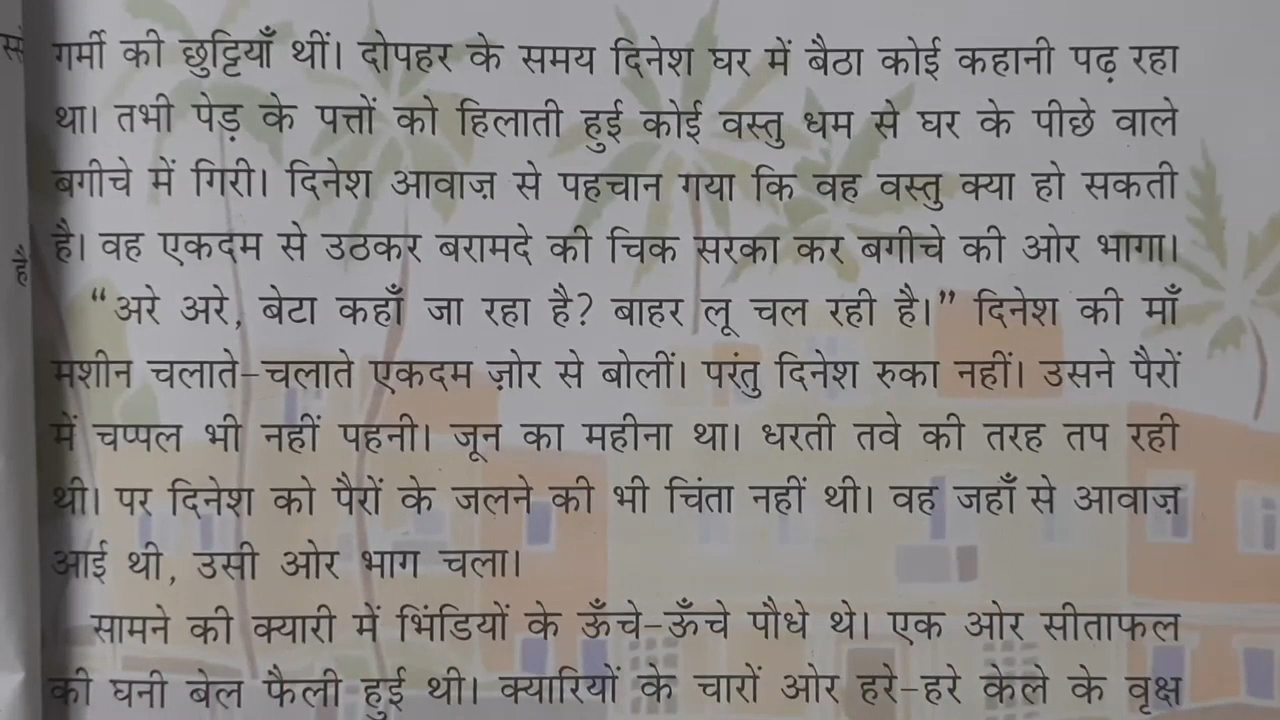 गर्मी की छुट्टियाँ थीं। दोपहर के समय दिनेश घर में बैठा कोई कहानी पढ़ रहा
था। तभी पेड़ के पत्तों को हिलाती हुई कोई वस्तु धम से घर के पीछे वाले
बगीचे में गिरी। दिनेश आवाज़ से पहचान गया कि वह वस्तु क्या हो सकती
है। वह एकदम से उठकर बरामदे की चिक सरका कर बगीचे की ओर भागा।
“अरे अरे, बेटा कहाँ जा रहा है? बाहर लू चल रही है।” दिनेश की माँ
मशीन चलाते-चलाते एकदम ज़ोर से बोलीं। परंतु दिनेश रुका नहीं। उसने पैरों
में चप्पल भी नहीं पहनी। जून का महीना था। धरती तवे की तरह तप रही
थी। पर दिनेश को पैरों के जलने की भी चिंता नहीं थी। वह जहाँ से आवाज़
आई थी, उसी ओर भाग चला।
सामने की क्यारी में भिंडियों के ऊँचे-ऊँचे पौधे थे। एक ओर सीताफल
की घनी बेल फैली हुई थी। क्यारियों के चारों ओर हरे-हरे केले के वृक्ष